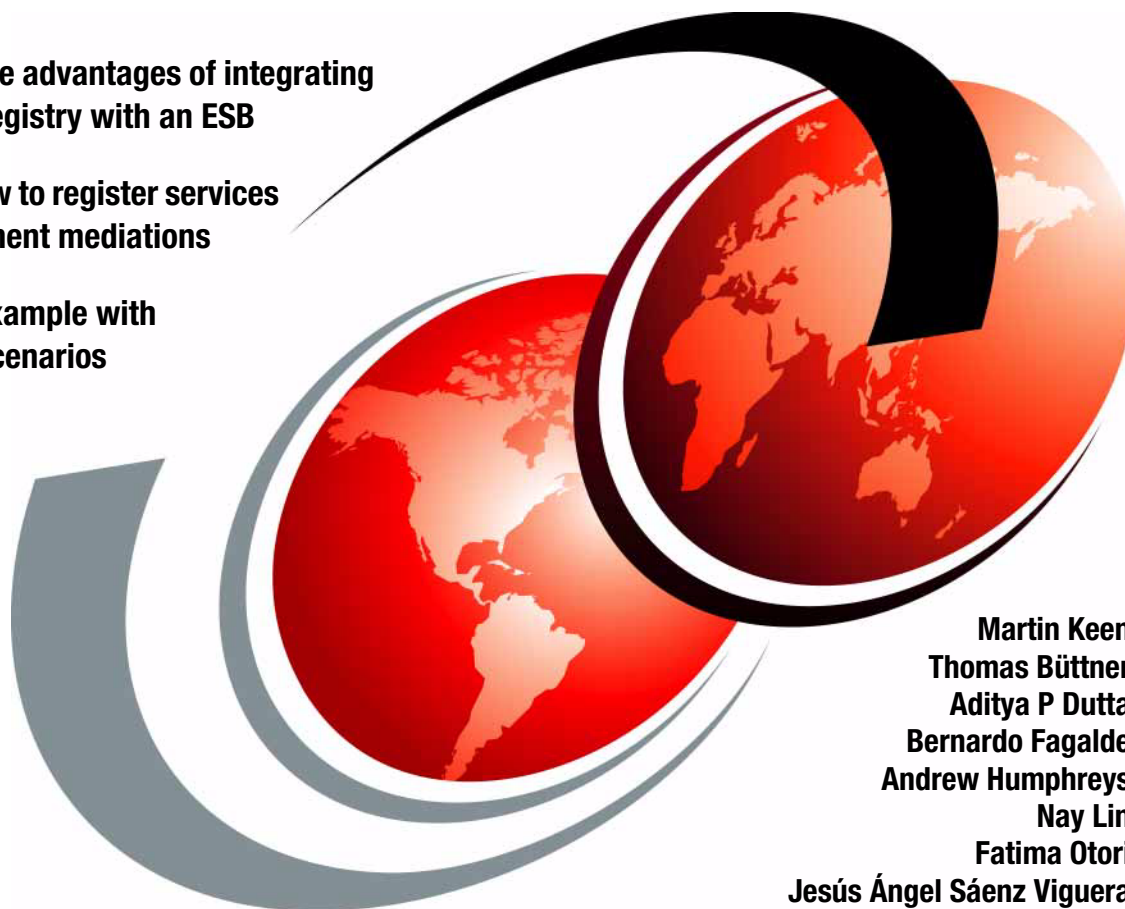 e advantages of integrating
egistry with an ESB
w to register services
ment mediations
xample with
cenarios
Martin Keen
Thomas Büttner
Aditya P Dutta
Bernardo Fagalde
Andrew Humphreys
Nay Lin
Fatima Otori
Jesús Ángel Sáenz Viguera